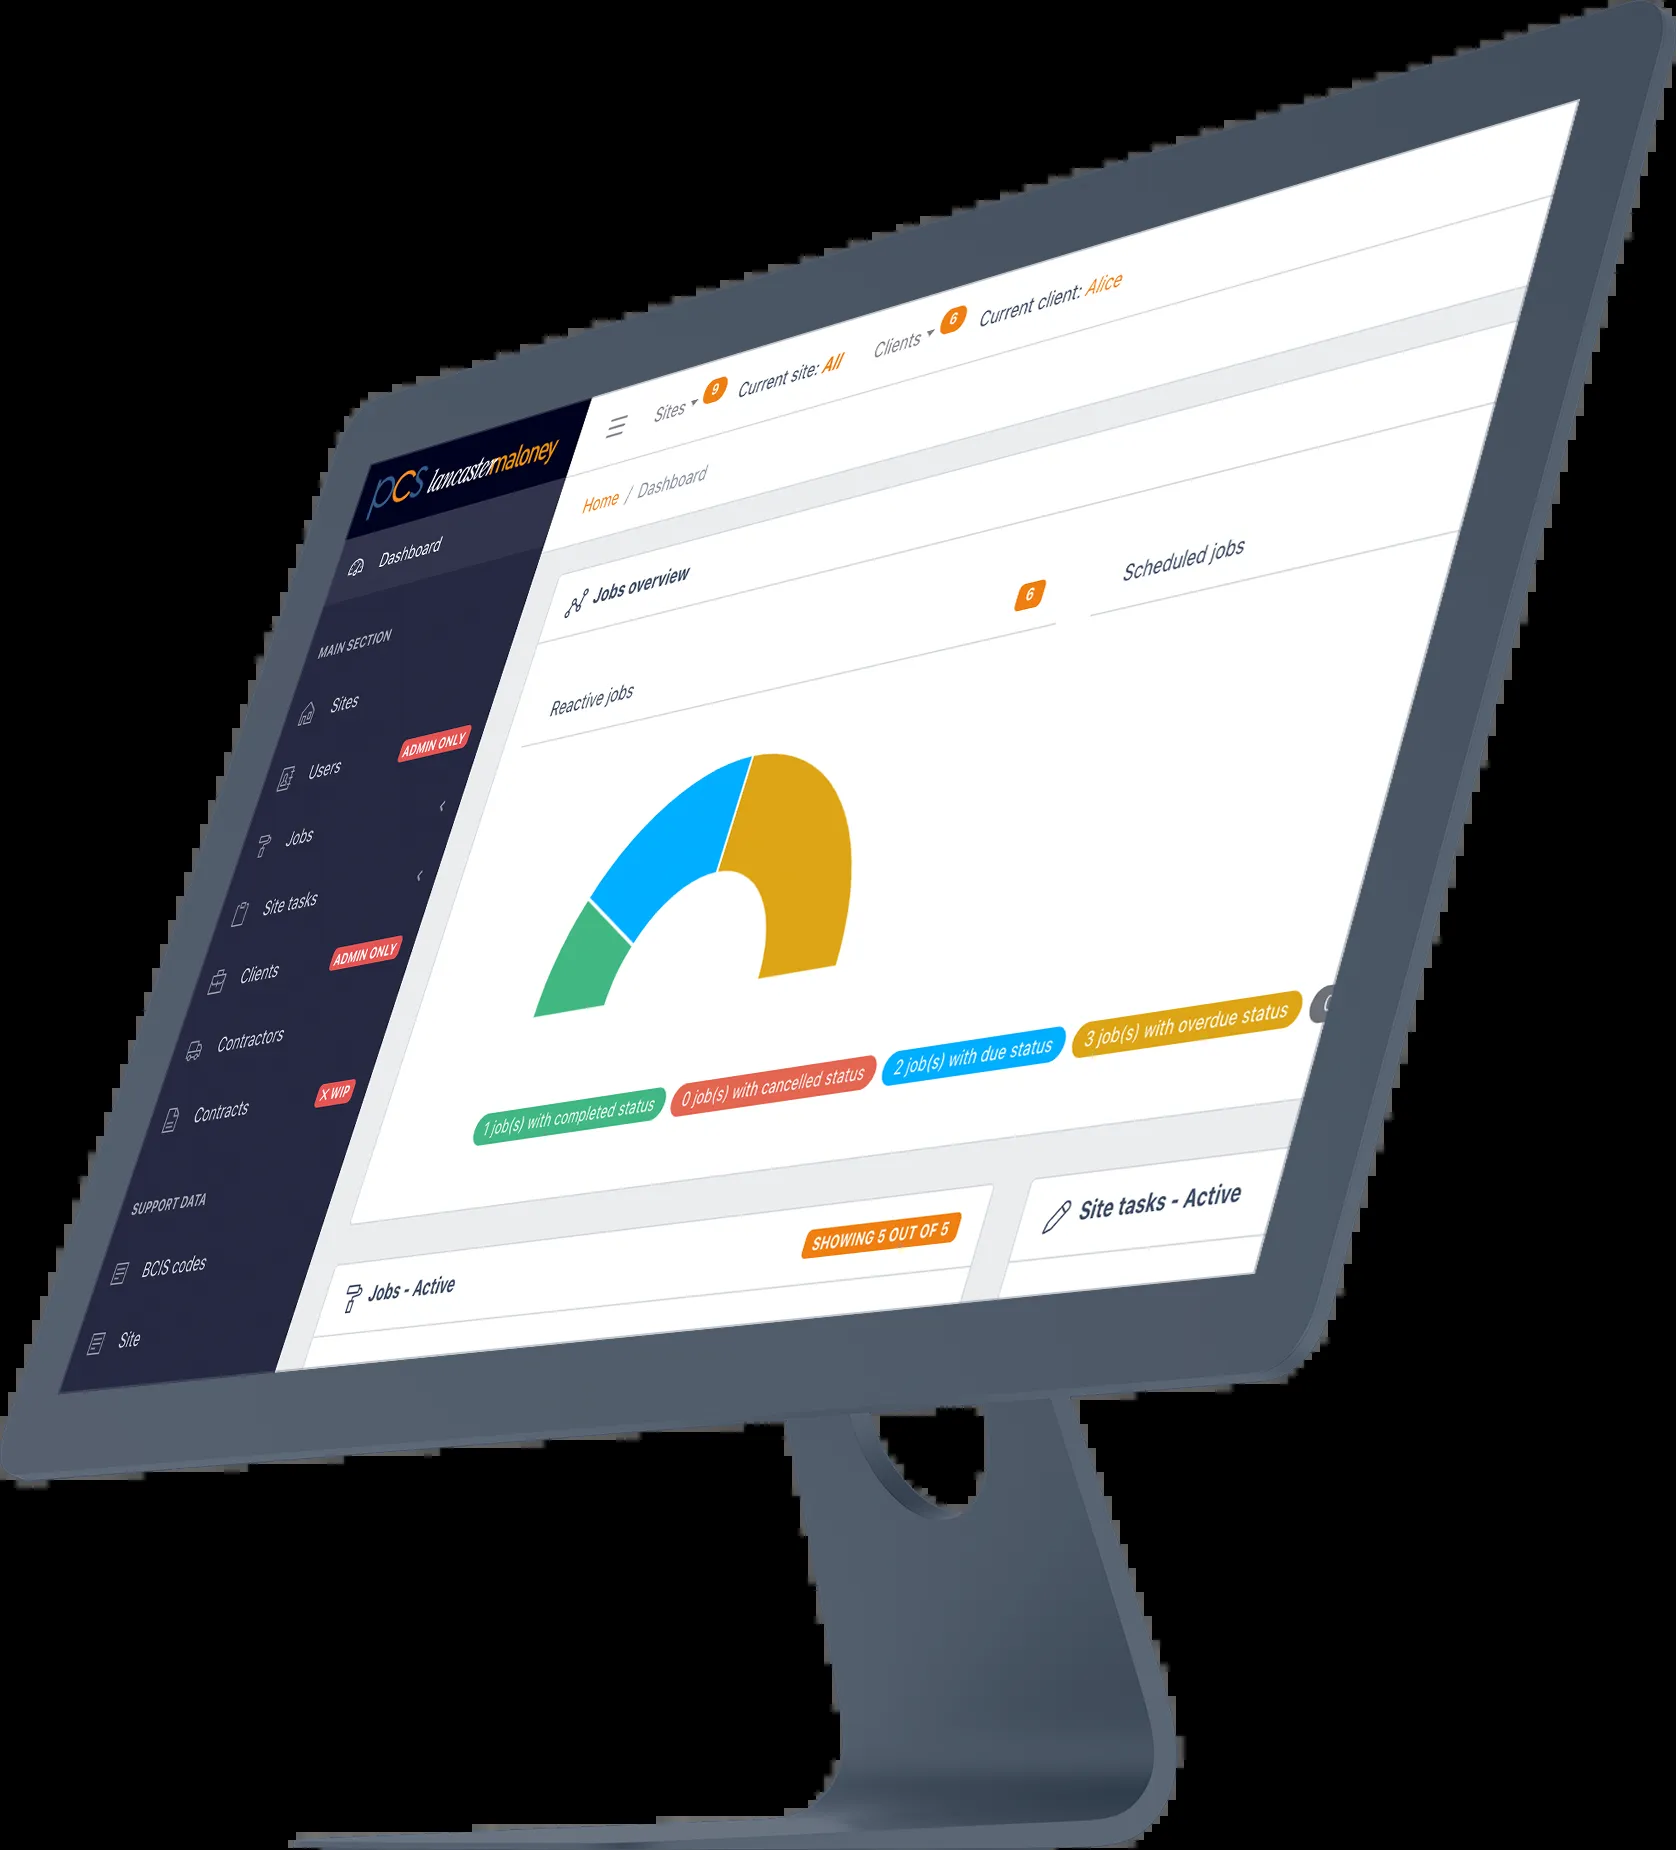 pcs lancastermaloney
Sites 9 Current site: All Clients 6 Current client: Alice
Home / Dashboard
Dashboard
MAIN SECTION
Sites
Users ADMIN ONLY
Jobs
Site tasks
Clients ADMIN ONLY
Contractors
Contracts X WIP
SUPPORT DATA
BCIS codes
Site
Jobs overview
Reactive jobs 6
Scheduled jobs
1 job(s) with completed status
0 job(s) with cancelled status
2 job(s) with due status
3 job(s) with overdue status
Jobs - Active SHOWING 5 OUT OF 5
Site tasks - Active